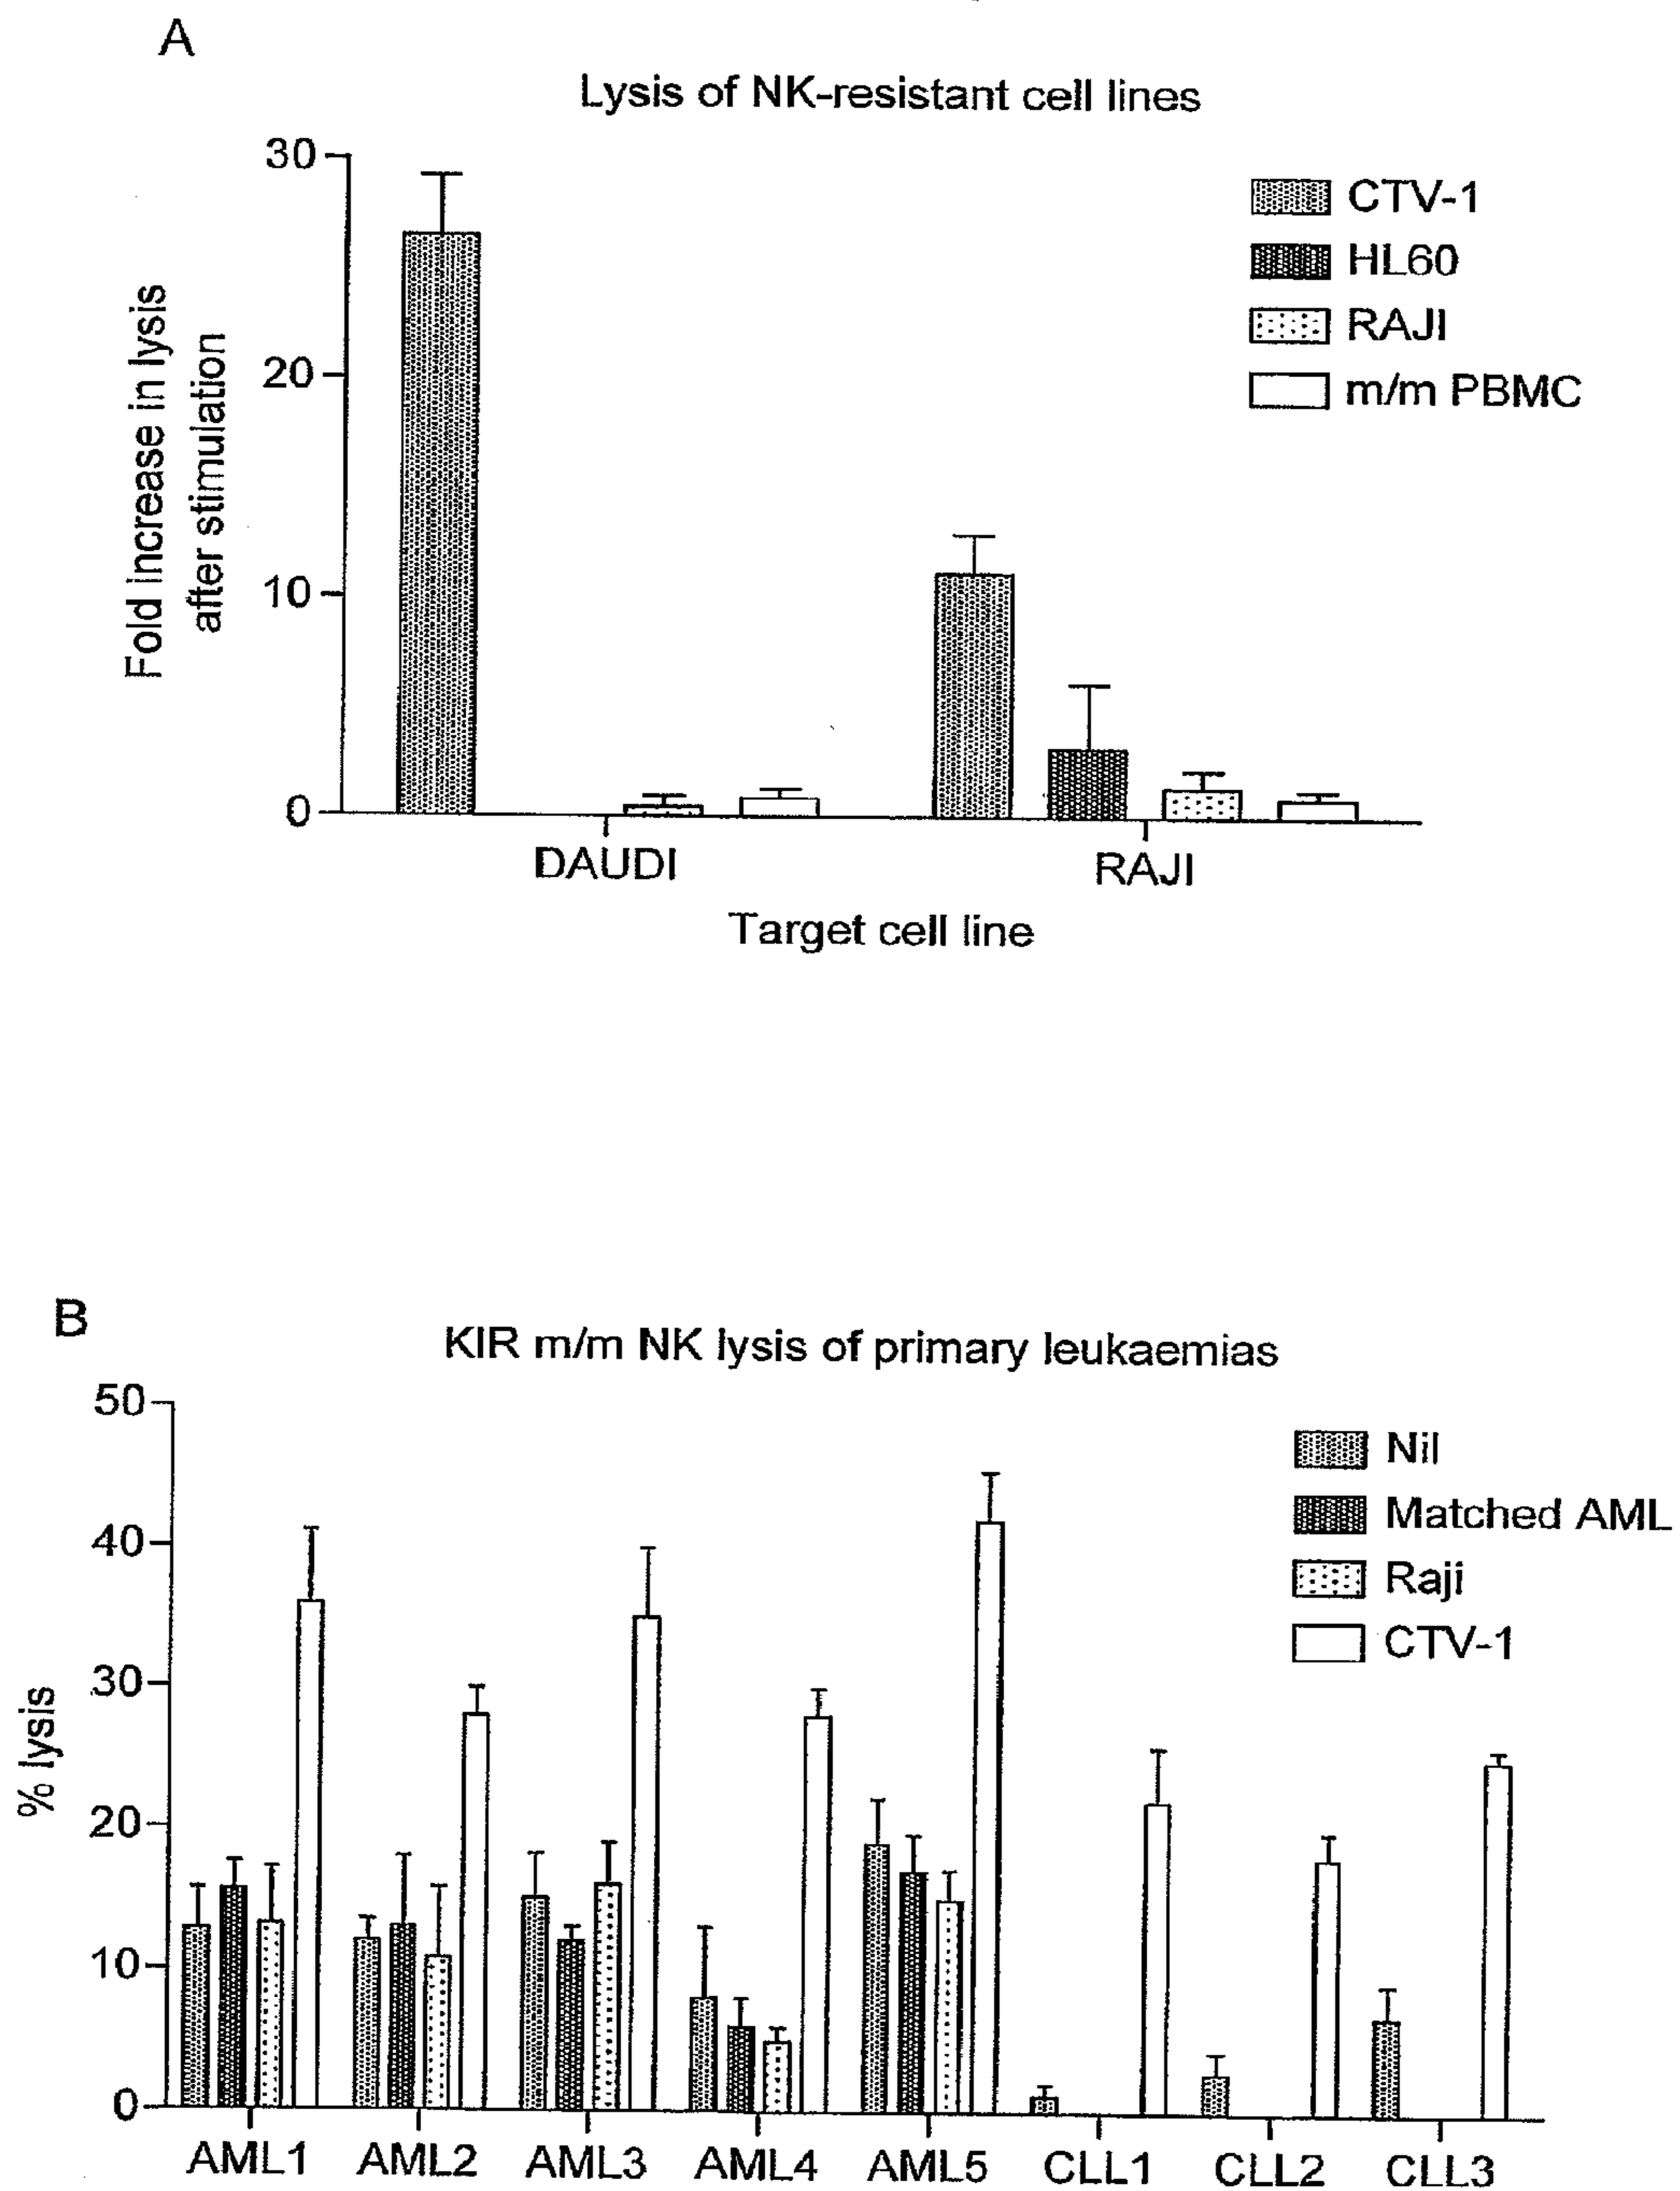 A
Lysis of NK-resistant cell lines
30
20
10
0
Fold increase in lysis
after stimulation
CTV-1
HL60
RAJI
m/m PBMC
DAUDI
RAJI
Target cell line
B
KIR m/m NK lysis of primary leukaemias
50
40
30
20
10
0
% lysis
Nil
Matched AML
Raji
CTV-1
AML1
AML2
AML3
AML4
AML5
CLL1
CLL2
CLL3